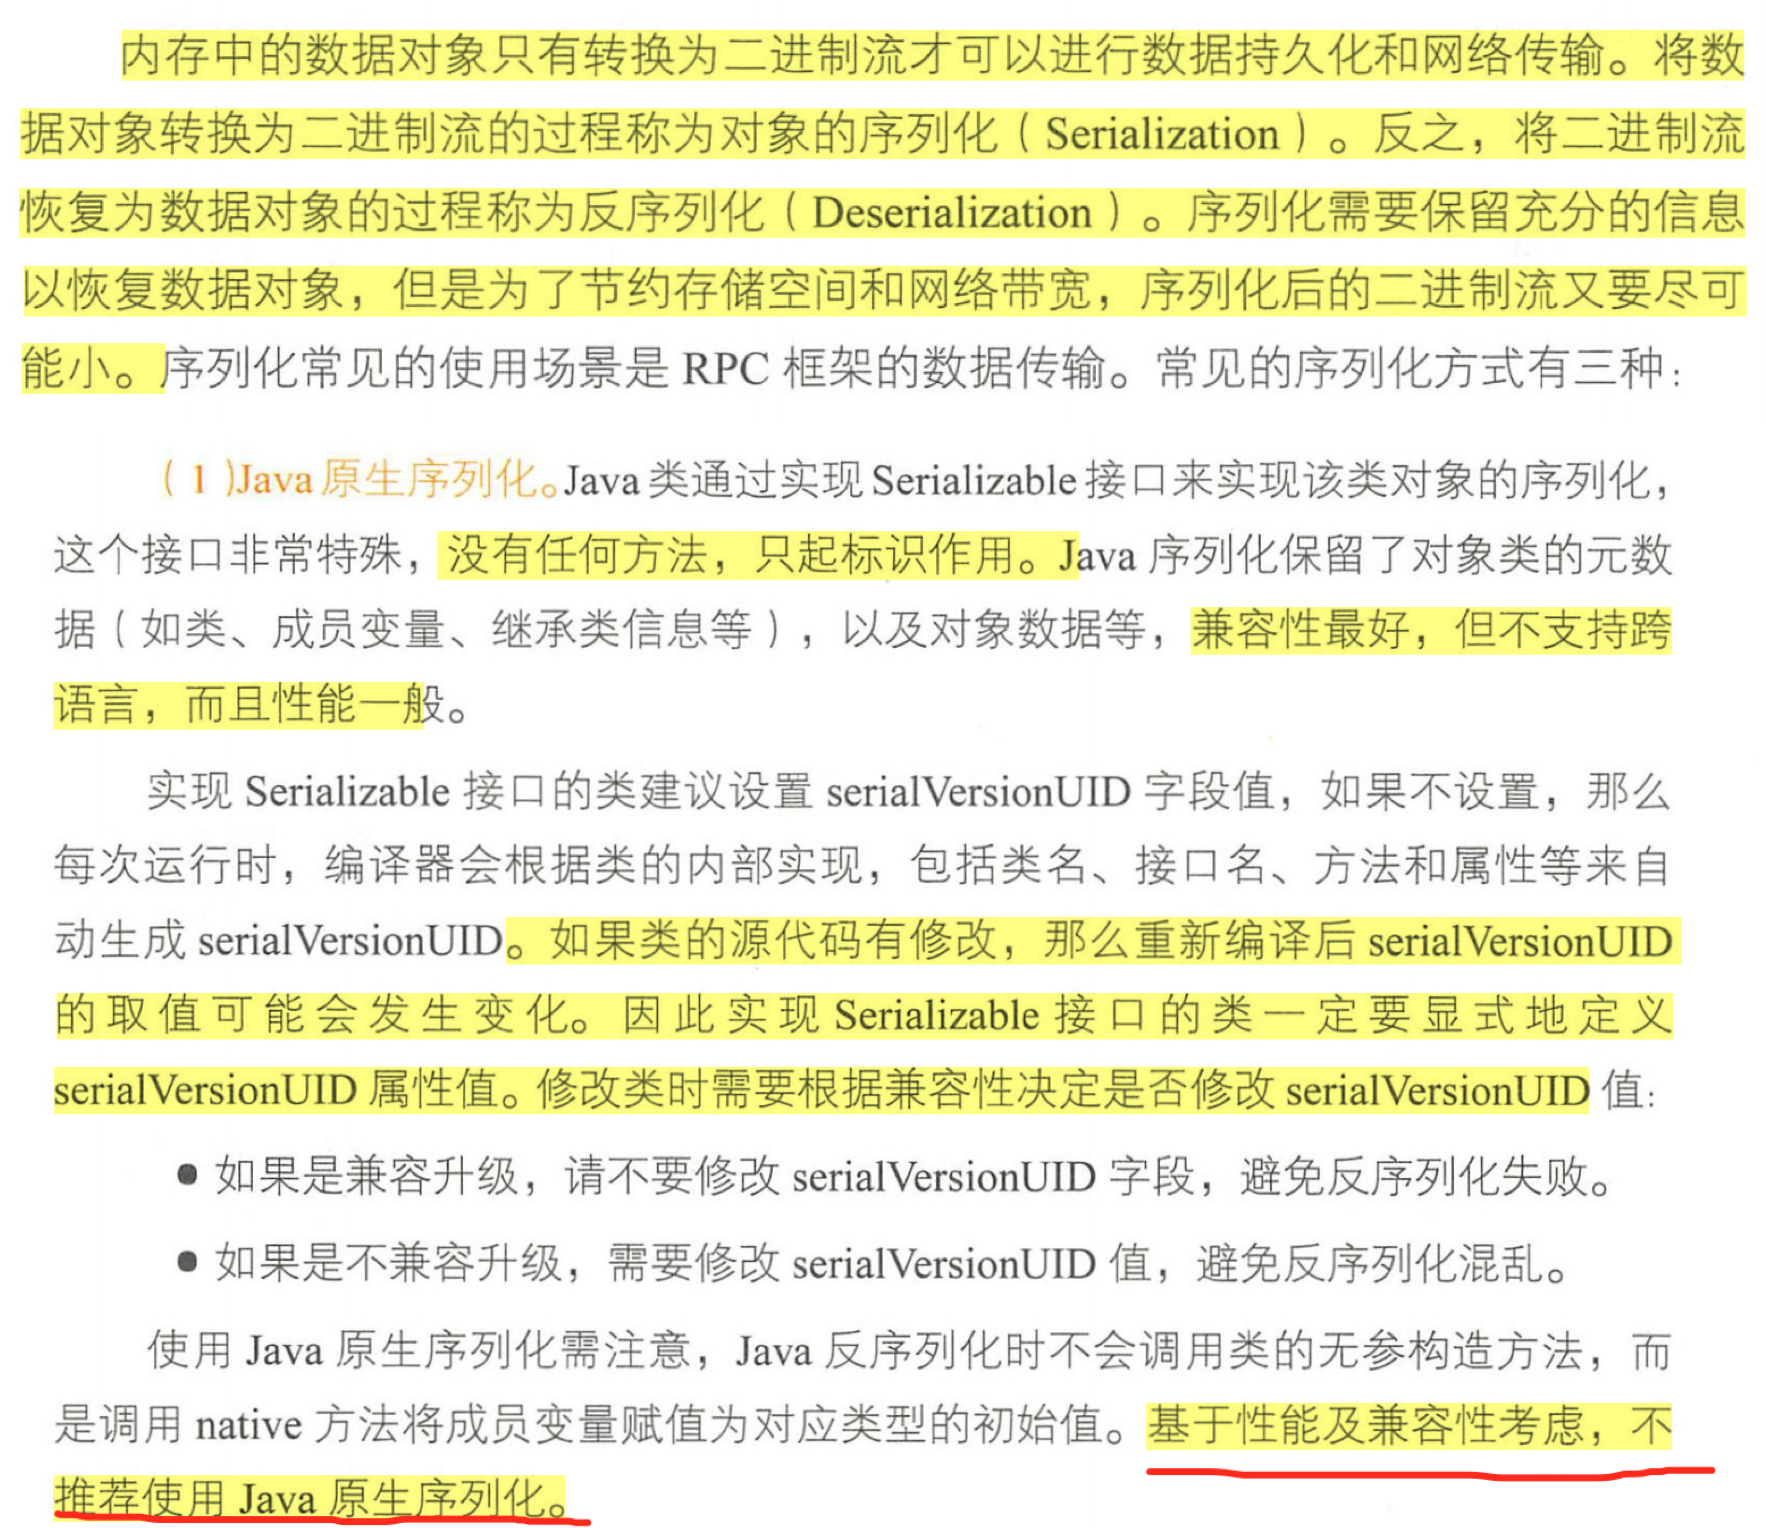 内存中的数据对象只有转换为二进制流才可以进行数据持久化和网络传输。将数
据对象转换为二进制流的过程称为对象的序列化（Serialization）。反之，将二进制流
恢复为数据对象的过程称为反序列化（Deserialization）。序列化需要保留充分的信息
以恢复数据对象，但是为了节约存储空间和网络带宽，序列化后的二进制流又要尽可
能小。序列化常见的使用场景是 RPC 框架的数据传输。常见的序列化方式有三种：
（1）Java 原生序列化。Java 类通过实现 Serializable 接口来实现该类对象的序列化，
这个接口非常特殊，没有任何方法，只起标识作用。Java 序列化保留了对象类的元数
据（如类、成员变量、继承类信息等），以及对象数据等，兼容性最好，但不支持跨
语言，而且性能一般。
实现 Serializable 接口的类建议设置 serialVersionUID 字段值，如果不设置，那么
每次运行时，编译器会根据类的内部实现，包括类名、接口名、方法和属性等来自
动生成 serialVersionUID。如果类的源代码有修改，那么重新编译后 serialVersionUID
的取值可能会发生变化。因此实现 Serializable 接口的类一定要显式地定义
serialVersionUID 属性值。修改类时需要根据兼容性决定是否修改 serialVersionUID 值：
● 如果是兼容升级，请不要修改 serialVersionUID 字段，避免反序列化失败。
● 如果是不兼容升级，需要修改 serialVersionUID 值，避免反序列化混乱。
使用 Java 原生序列化需注意，Java 反序列化时不会调用类的无参构造方法，而
是调用 native 方法将成员变量赋值为对应类型的初始值。基于性能及兼容性考虑，不
推荐使用 Java 原生序列化。